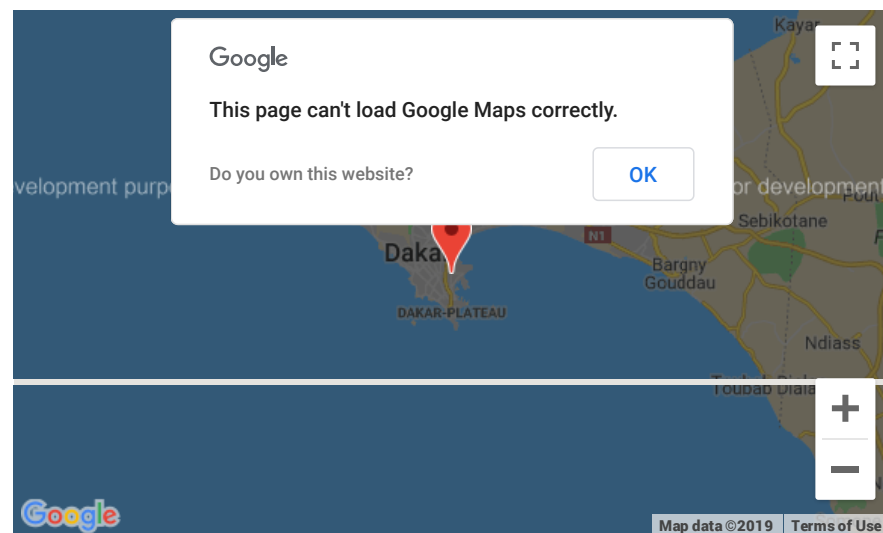 Kayar
Google
This page can't load Google Maps correctly.
Do you own this website?
OK
velopment purp
or development
Sebikotane
N1
Daka
Bargny
Gouddau
DAKAR-PLATEAU
Ndiass
Toubab Diala
Google
Map data ©2019
Terms of Use